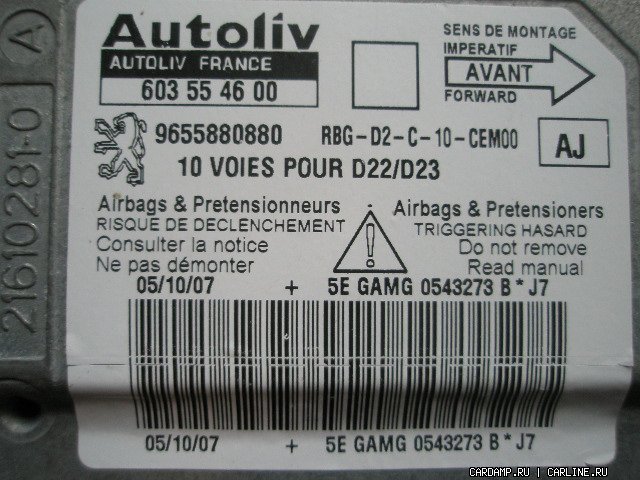 Autoliv
AUTOLIV FRANCE
603 55 46 00
SENS DE MONTAGE
IMPERATIF
AVANT
FORWARD
9655880880 RBG-D2-C-10-CEM00
AJ
10 VOIES POUR D22/D23
Airbags & Pretensionneurs
RISQUE DE DECLENCHEMENT
Consulter la notice
Ne pas démonter
!
Airbags & Pretensioners
TRIGGERING HASARD
Do not remove
Read manual
05/10/07 + 5E GAMG 0543273 B * J7
05/10/07 + 5E GAMG 0543273 B * J7
A
21610281-0
CARDAMP.RU | CARLINE.RU